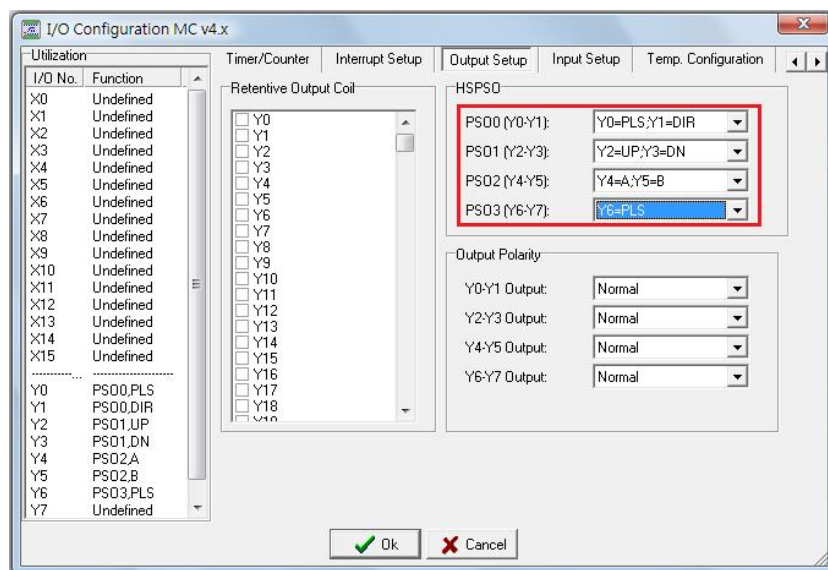 I/O Configuration MC v4.x
Utilization
I/O No. Function
X0 Undefined
X1 Undefined
X2 Undefined
X3 Undefined
X4 Undefined
X5 Undefined
X6 Undefined
X7 Undefined
X8 Undefined
X9 Undefined
X10 Undefined
X11 Undefined
X12 Undefined
X13 Undefined
X14 Undefined
X15 Undefined
Y0 PSO0,PLS
Y1 PSO0,DIR
Y2 PSO1,UP
Y3 PSO1,DN
Y4 PSO2,A
Y5 PSO2,B
Y6 PSO3,PLS
Y7 Undefined
Timer/Counter Interrupt Setup Output Setup Input Setup Temp. Configuration
Retentive Output Coil
Y0
Y1
Y2
Y3
Y4
Y5
Y6
Y7
Y8
Y9
Y10
Y11
Y12
Y13
Y14
Y15
Y16
Y17
Y18
HSPSO
PSO0 (Y0-Y1): Y0=PLS;Y1=DIR
PSO1 (Y2-Y3): Y2=UP;Y3=DN
PSO2 (Y4-Y5): Y4=A;Y5=B
PSO3 (Y6-Y7): Y6=PLS
Output Polarity
Y0-Y1 Output: Normal
Y2-Y3 Output: Normal
Y4-Y5 Output: Normal
Y6-Y7 Output: Normal
Ok Cancel